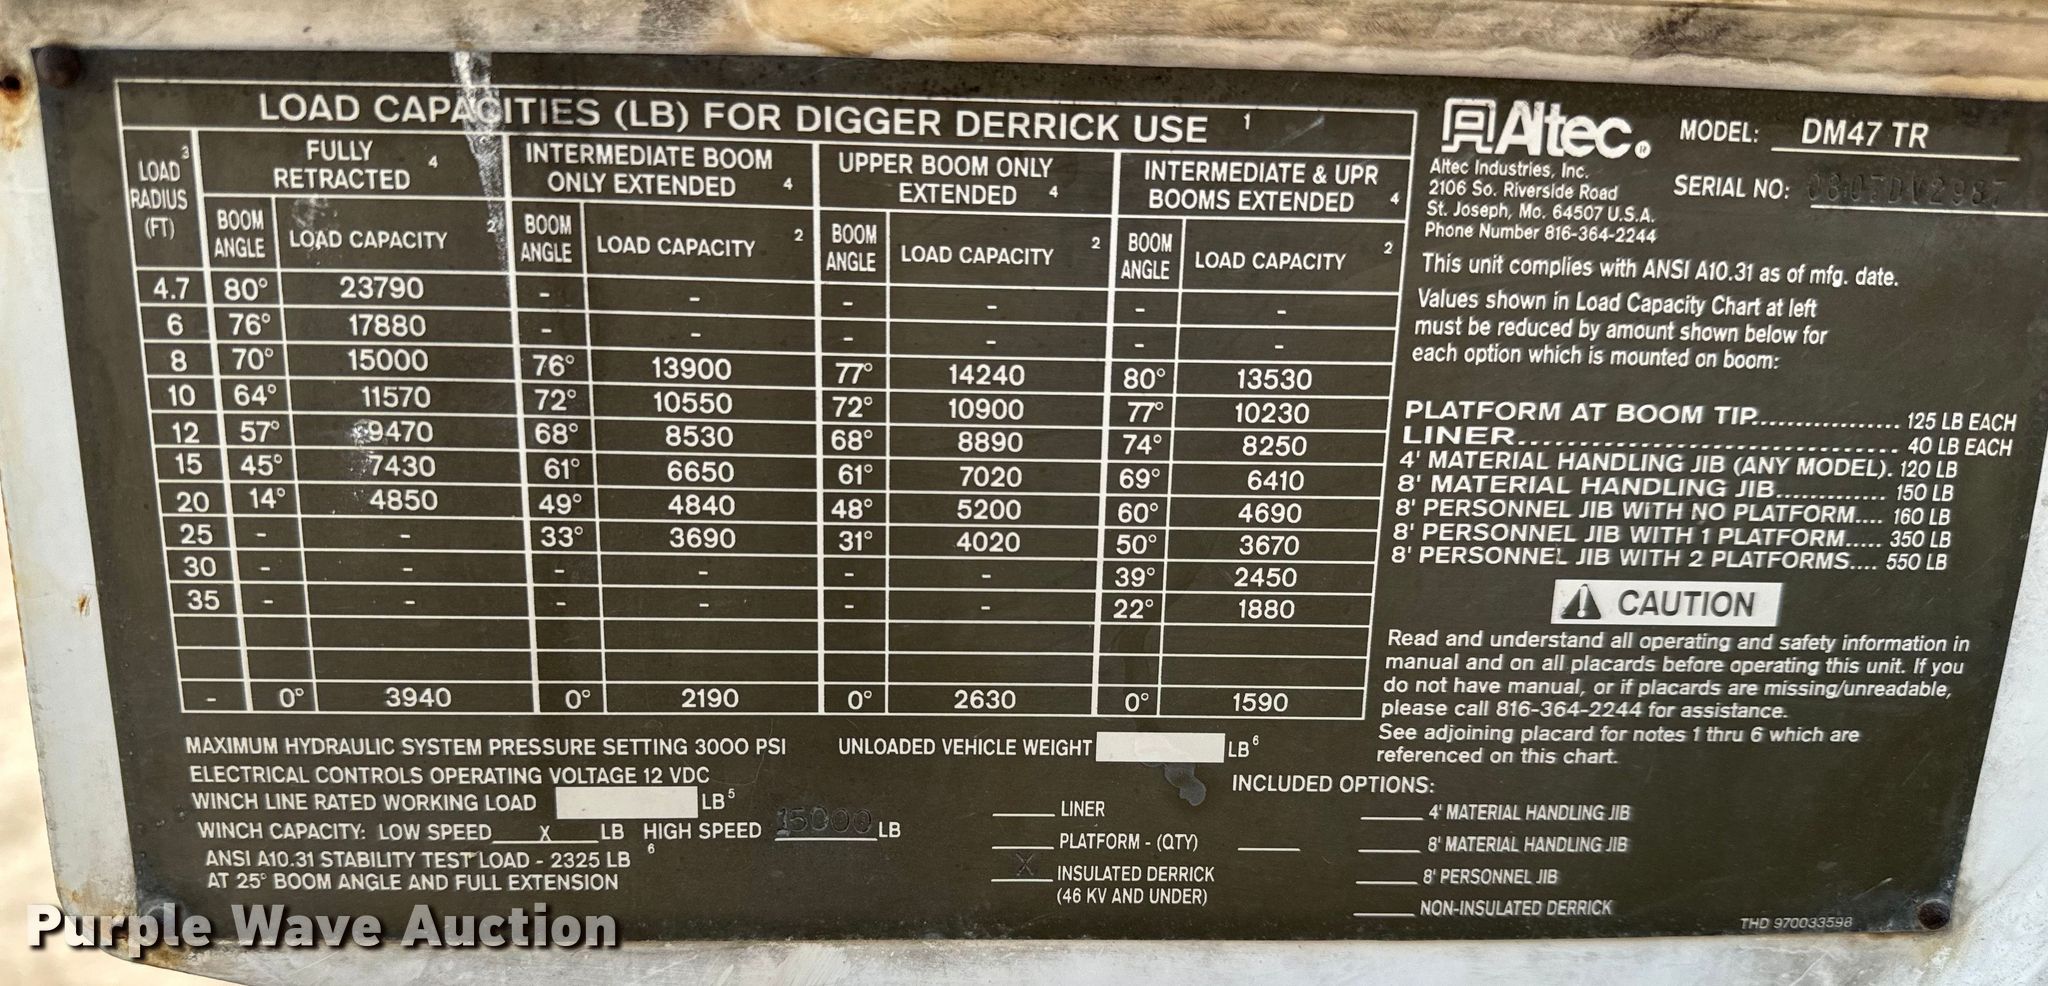 LOAD CAPACITIES (LB) FOR DIGGER DERRICK USE 1
LOAD RADIUS (FT) 3
FULLY RETRACTED 4
INTERMEDIATE BOOM ONLY EXTENDED 4
UPPER BOOM ONLY EXTENDED 4
INTERMEDIATE & UPR BOOMS EXTENDED 4
BOOM ANGLE LOAD CAPACITY 2 BOOM ANGLE LOAD CAPACITY 2 BOOM ANGLE LOAD CAPACITY 2 BOOM ANGLE LOAD CAPACITY 2
4.7 80° 23790 - - - - - -
6 76° 17880 - - - - - -
8 70° 15000 76° 13900 77° 14240 80° 13530
10 64° 11570 72° 10550 72° 10900 77° 10230
12 57° 9470 68° 8530 68° 8890 74° 8250
15 45° 7430 61° 6650 61° 7020 69° 6410
20 14° 4850 49° 4840 48° 5200 60° 4690
25 - - 33° 3690 31° 4020 50° 3670
30 - - - - - - 39° 2450
35 - - - - - - 22° 1880
- 0° 3940 0° 2190 0° 2630 0° 1590
MAXIMUM HYDRAULIC SYSTEM PRESSURE SETTING 3000 PSI
UNLOADED VEHICLE WEIGHT LB 6
ELECTRICAL CONTROLS OPERATING VOLTAGE 12 VDC
WINCH LINE RATED WORKING LOAD LB 5
WINCH CAPACITY: LOW SPEED X LB HIGH SPEED 15000 LB
ANSI A10.31 STABILITY TEST LOAD - 2325 LB 6
AT 25° BOOM ANGLE AND FULL EXTENSION
INCLUDED OPTIONS:
LINER
PLATFORM - (QTY)
X INSULATED DERRICK
(46 KV AND UNDER)
4' MATERIAL HANDLING JIB
8' MATERIAL HANDLING JIB
8' PERSONNEL JIB
NON-INSULATED DERRICK
Altec®
MODEL: DM47 TR
Altec Industries, Inc.
2106 So. Riverside Road
St. Joseph, Mo. 64507 U.S.A.
Phone Number 816-364-2244
SERIAL NO: 0807DV2987
This unit complies with ANSI A10.31 as of mfg. date.
Values shown in Load Capacity Chart at left
must be reduced by amount shown below for
each option which is mounted on boom:
PLATFORM AT BOOM TIP................ 125 LB EACH
LINER.................................... 40 LB EACH
4' MATERIAL HANDLING JIB (ANY MODEL). 120 LB
8' MATERIAL HANDLING JIB............. 150 LB
8' PERSONNEL JIB WITH NO PLATFORM.... 160 LB
8' PERSONNEL JIB WITH 1 PLATFORM..... 350 LB
8' PERSONNEL JIB WITH 2 PLATFORMS.... 550 LB
CAUTION
Read and understand all operating and safety information in
manual and on all placards before operating this unit. If you
do not have manual, or if placards are missing/unreadable,
please call 816-364-2244 for assistance.
See adjoining placard for notes 1 thru 6 which are
referenced on this chart.
THD 970033598
Purple Wave Auction